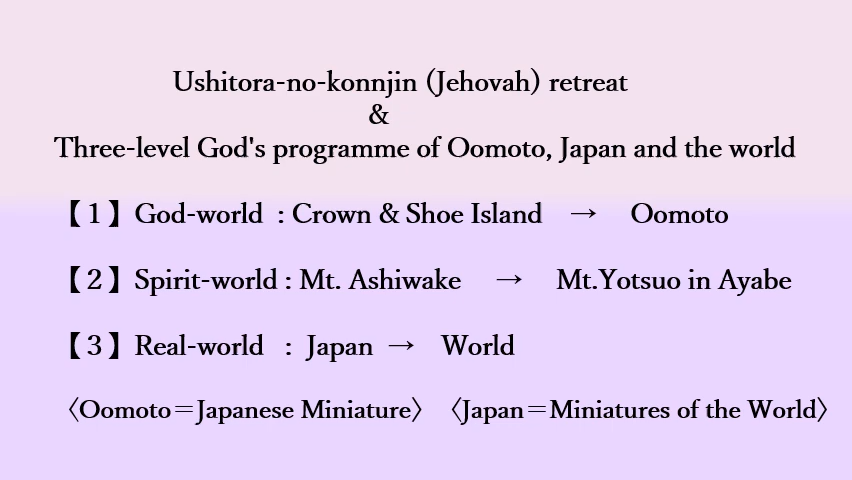 Ushitora-no-konnjin (Jehovah) retreat
&
Three-level God's programme of Oomoto, Japan and the world
【１】God-world : Crown & Shoe Island → Oomoto
【２】Spirit-world : Mt. Ashiwake → Mt.Yotsuo in Ayabe
【３】Real-world : Japan → World
〈Oomoto＝Japanese Miniature〉〈Japan＝Miniatures of the World〉